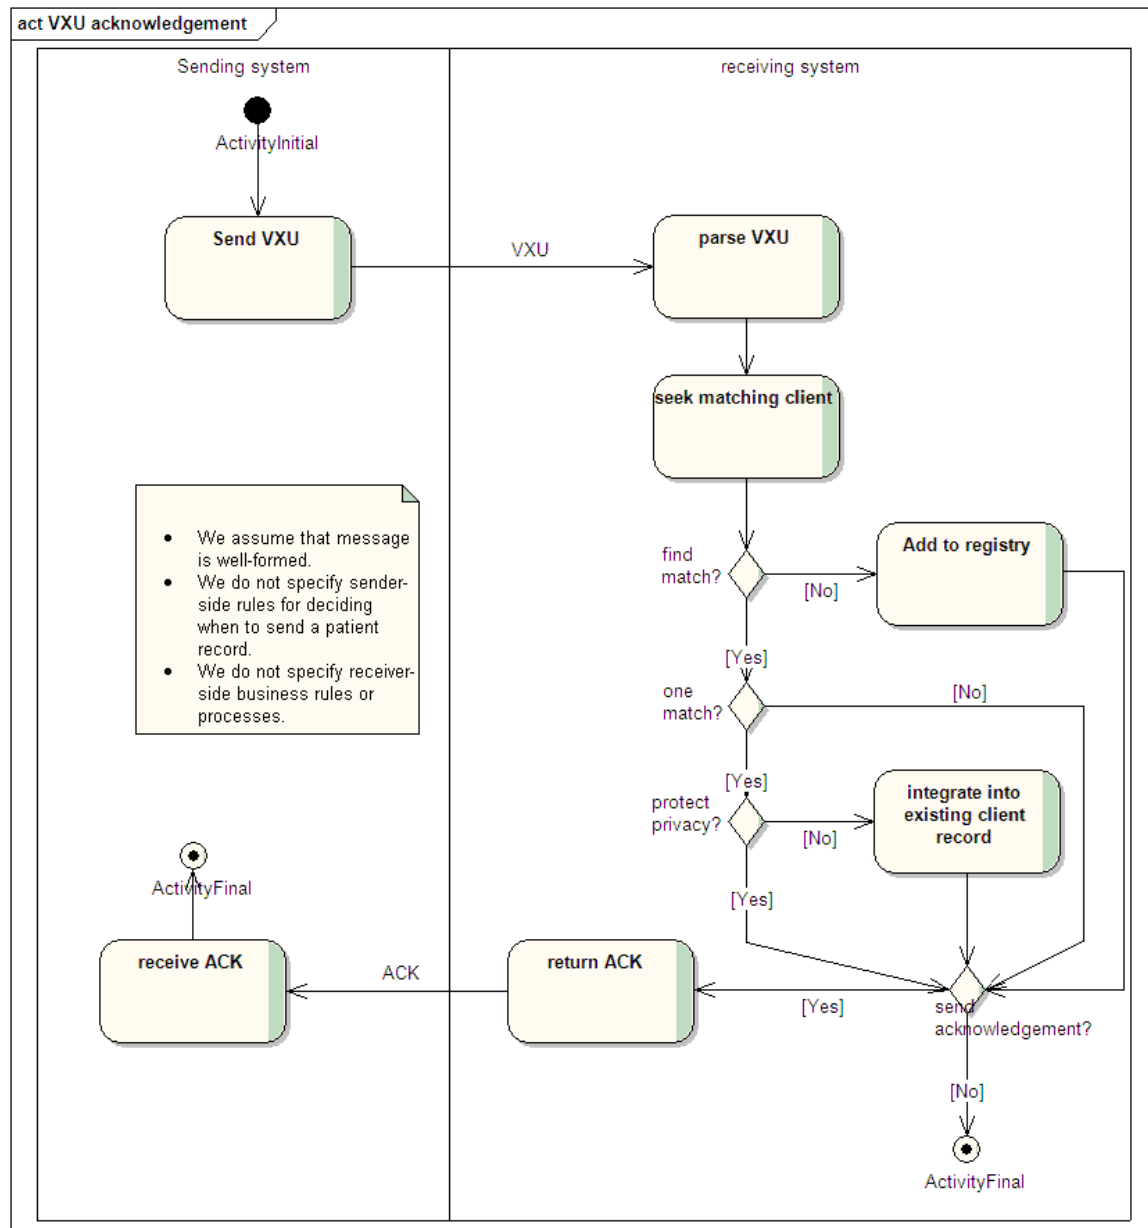 act VXU acknowledgement
Sending system
receiving system
ActivityInitial
Send VXU
VXU
parse VXU
seek matching client
• We assume that message
is well-formed.
• We do not specify sender-
side rules for deciding
when to send a patient
record.
• We do not specify receiver-
side business rules or
processes.
find
match?
[No]
Add to registry
[Yes]
one
match?
[No]
[Yes]
protect
privacy?
[No]
integrate into
existing client
record
[Yes]
ActivityFinal
receive ACK
ACK
return ACK
[Yes]
send
acknowledgement?
[No]
ActivityFinal